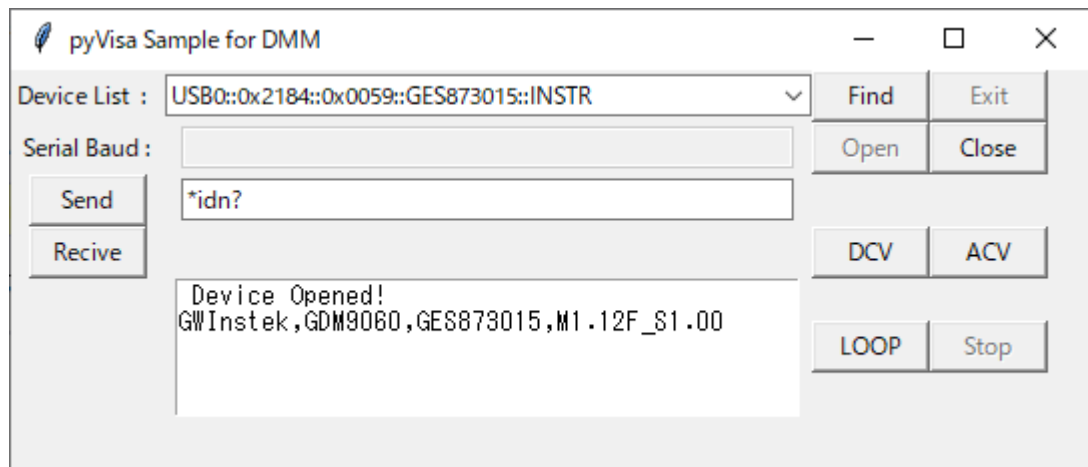 pyVisa Sample for DMM
Device List : USB0::0x2184::0x0059::GES873015::INSTR Find Exit
Serial Baud : Open Close
Send *idn?
Recive DCV ACV
Device Opened!
GWInstek,GDM9060,GES873015,M1.12F_S1.00
LOOP Stop